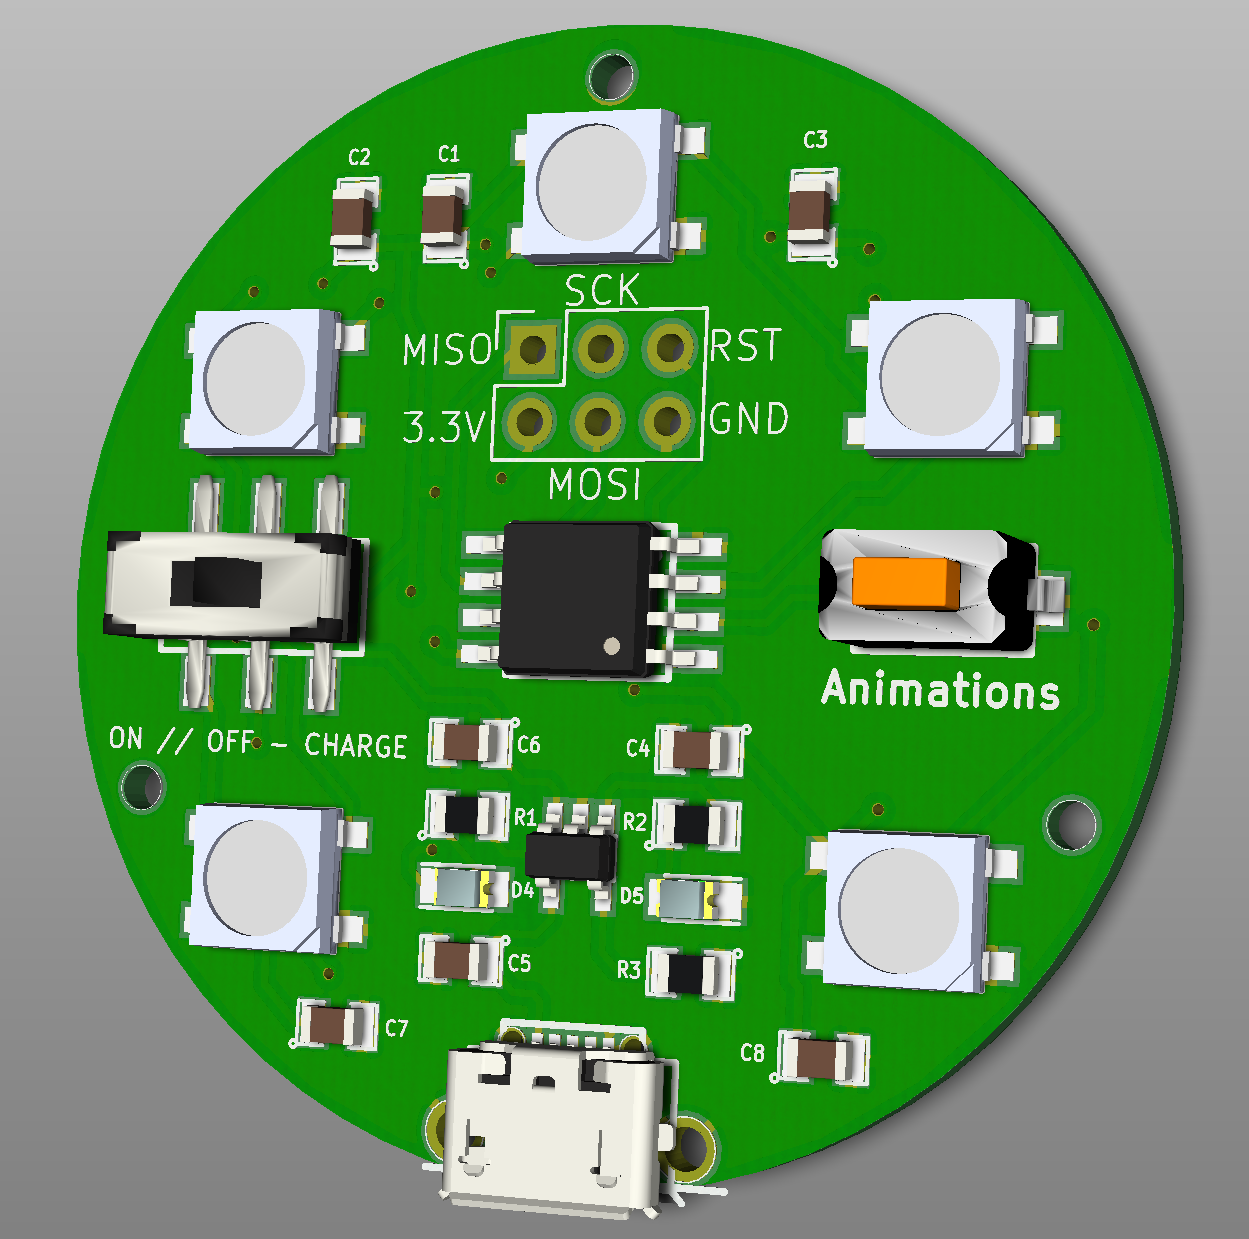 C2 C1 C3
SCK
MISO RST
3.3V GND
MOSI
Animations
ON // OFF - CHARGE
C6 C4
R1 R2
D4 D5
C5 R3
C7 C8